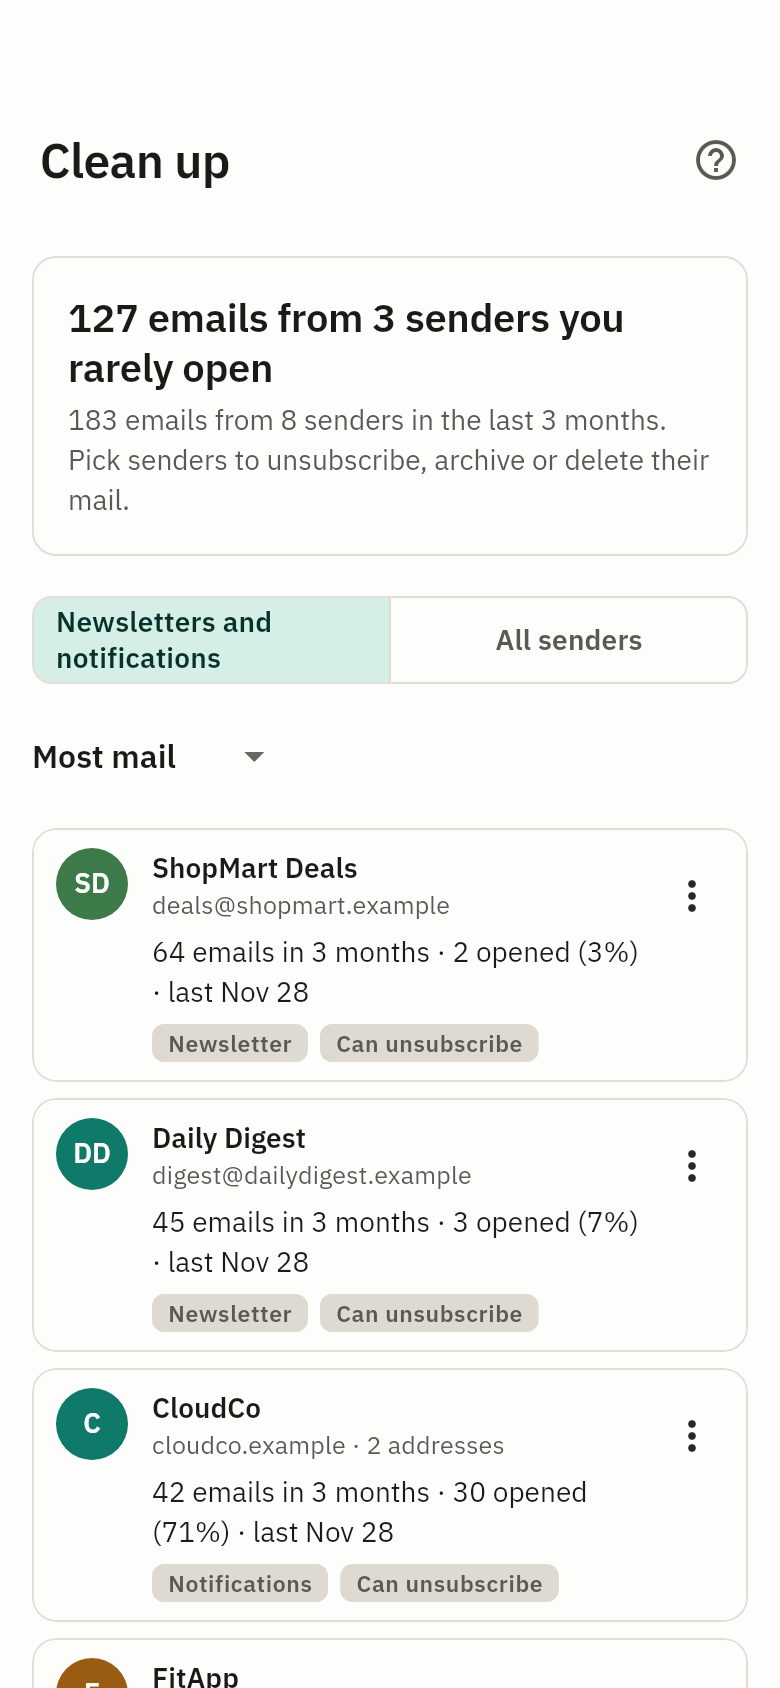 Clean up
127 emails from 3 senders you
rarely open
183 emails from 8 senders in the last 3 months.
Pick senders to unsubscribe, archive or delete their
mail.
Newsletters and
notifications
All senders
Most mail
SD
ShopMart Deals
deals@shopmart.example
64 emails in 3 months · 2 opened (3%)
· last Nov 28
Newsletter
Can unsubscribe
DD
Daily Digest
digest@dailydigest.example
45 emails in 3 months · 3 opened (7%)
· last Nov 28
Newsletter
Can unsubscribe
C
CloudCo
cloudco.example · 2 addresses
42 emails in 3 months · 30 opened
(71%) · last Nov 28
Notifications
Can unsubscribe
FitApp